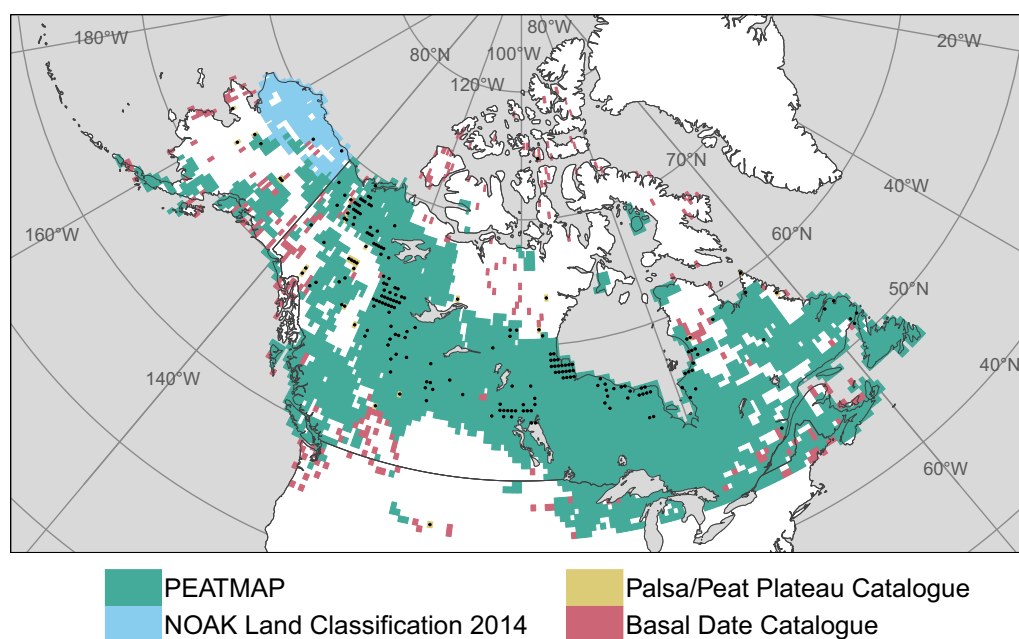 180°W
80°N
100°W
80°W
20°W
120°W
70°N
40°W
160°W
60°N
50°N
140°W
40°N
60°W
PEATMAP
Palsa/Peat Plateau Catalogue
NOAK Land Classification 2014
Basal Date Catalogue